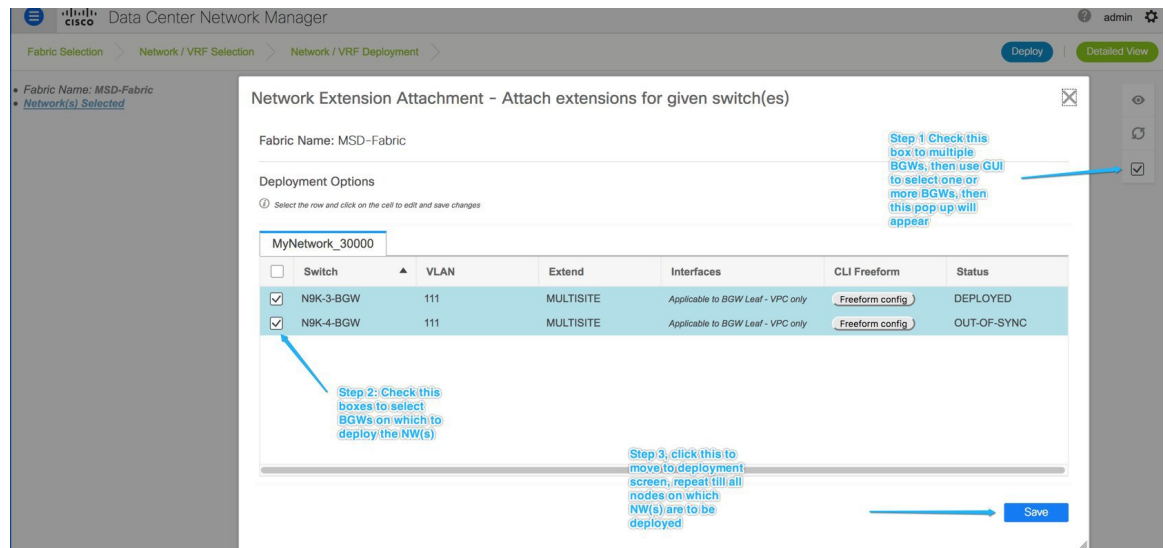 CISCO Data Center Network Manager
admin
Fabric Selection Network / VRF Selection Network / VRF Deployment
Deploy Detailed View
Fabric Name: MSD-Fabric
Network(s) Selected
Network Extension Attachment - Attach extensions for given switch(es)
Fabric Name: MSD-Fabric
Step 1 Check this
box to multiple
BGWs, then use GUI
to select one or
more BGWs, then
this pop up will
appear
Deployment Options
Select the row and click on the cell to edit and save changes
MyNetwork_30000
Switch VLAN Extend Interfaces CLI Freeform Status
N9K-3-BGW 111 MULTISITE Applicable to BGW Leaf - VPC only Freeform config DEPLOYED
N9K-4-BGW 111 MULTISITE Applicable to BGW Leaf - VPC only Freeform config OUT-OF-SYNC
Step 2: Check this
boxes to select
BGWs on which to
deploy the NW(s)
Step 3, click this to
move to deployment
screen, repeat till all
nodes on which
NW(s) are to be
deployed
Save